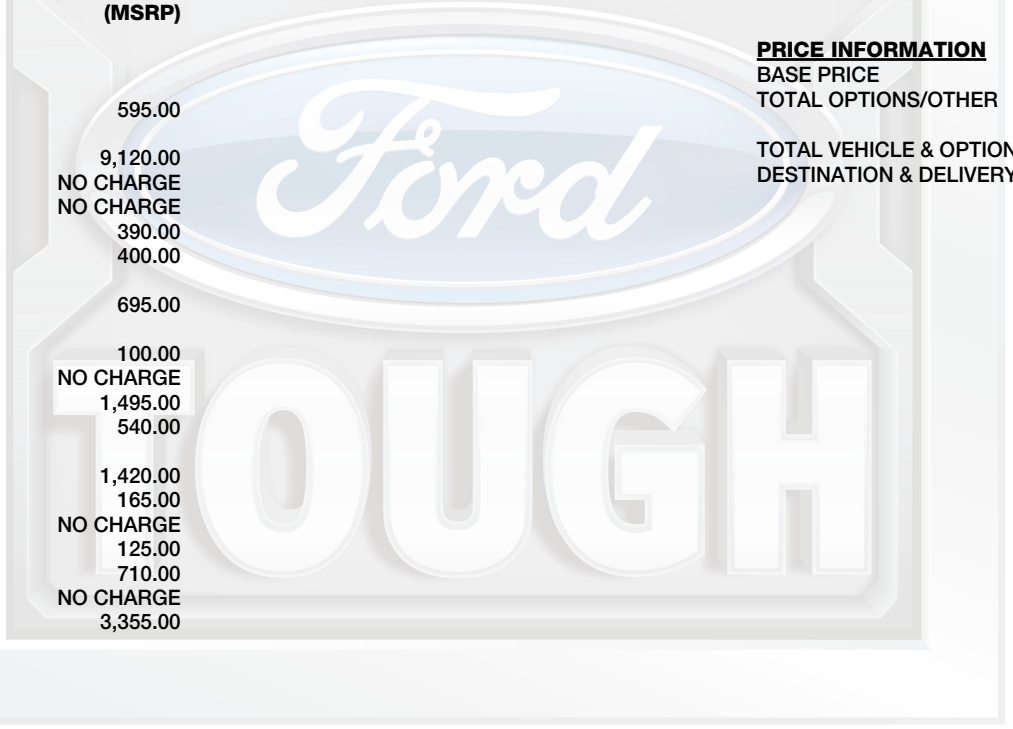 (MSRP)
595.00
9,120.00
NO CHARGE
NO CHARGE
390.00
400.00
695.00
100.00
NO CHARGE
1,495.00
540.00
1,420.00
165.00
NO CHARGE
125.00
710.00
NO CHARGE
3,355.00
PRICE INFORMATION
BASE PRICE
TOTAL OPTIONS/OTHER
TOTAL VEHICLE & OPTION
DESTINATION & DELIVERY
Ford
TOUGH